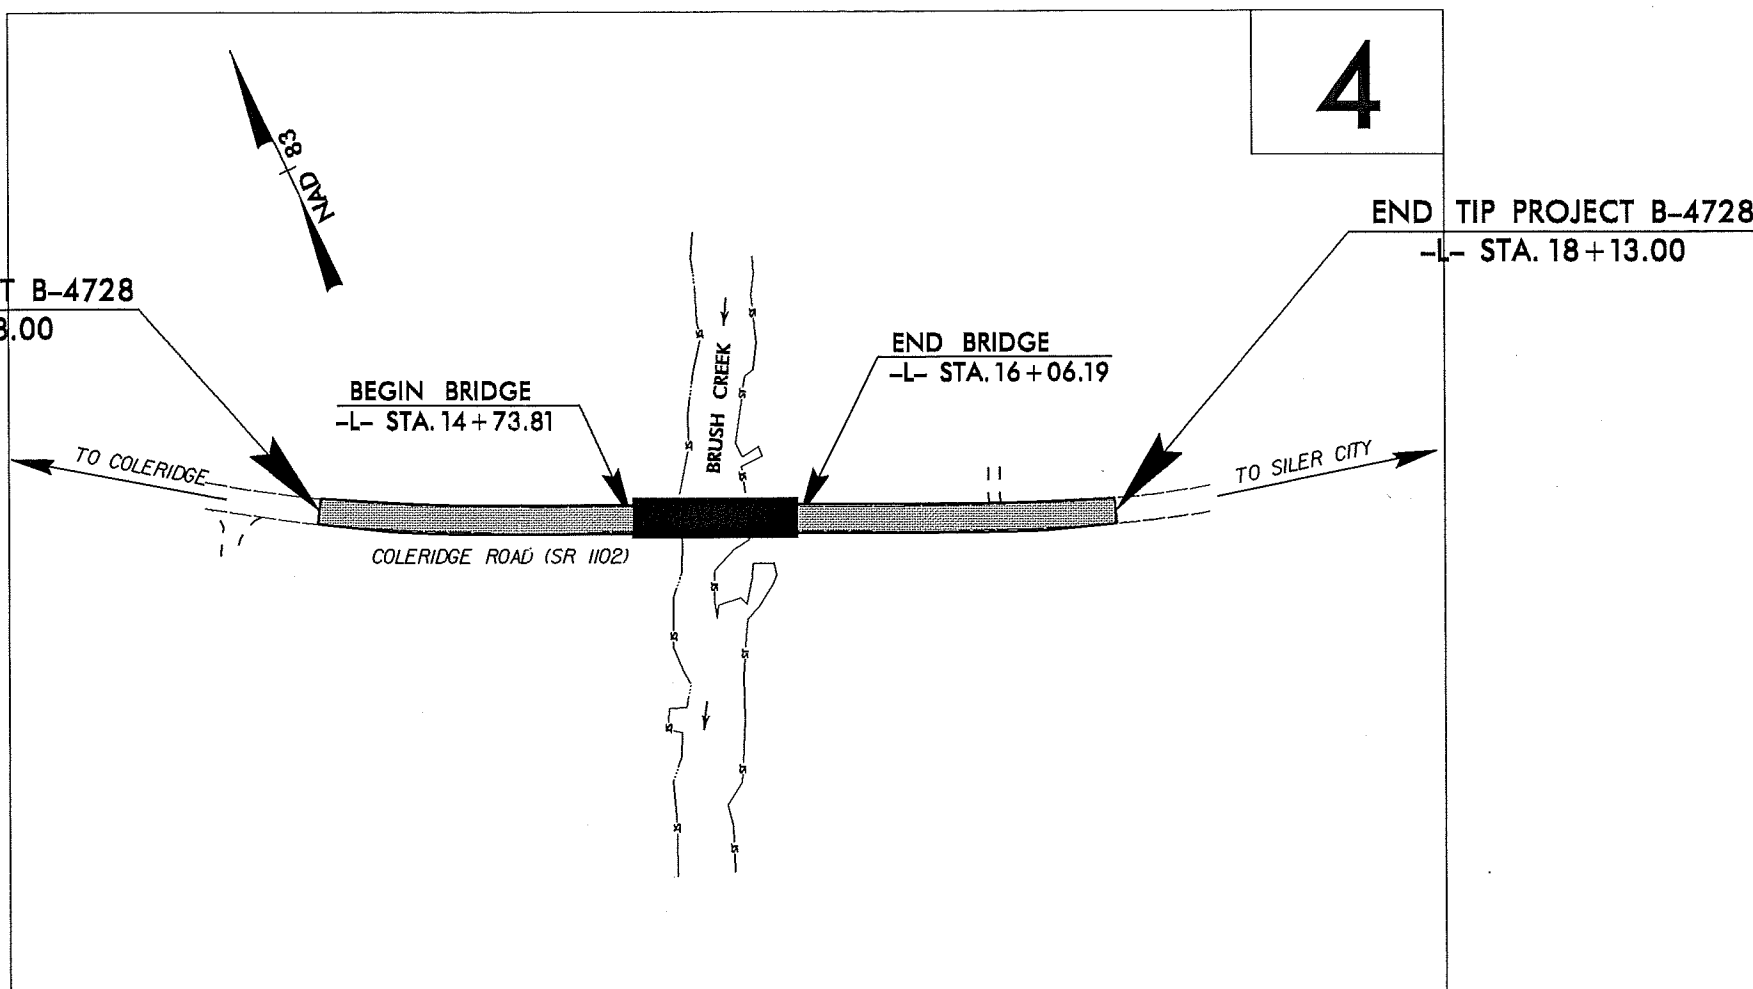 4
NAD 83
END TIP PROJECT B-4728
-L- STA. 18+13.00
T B-4728
3.00
END BRIDGE
-L- STA. 16+06.19
BEGIN BRIDGE
-L- STA. 14+73.81
BRUSH CREEK
TO COLERIDGE
TO SILER CITY
COLERIDGE ROAD (SR 1102)